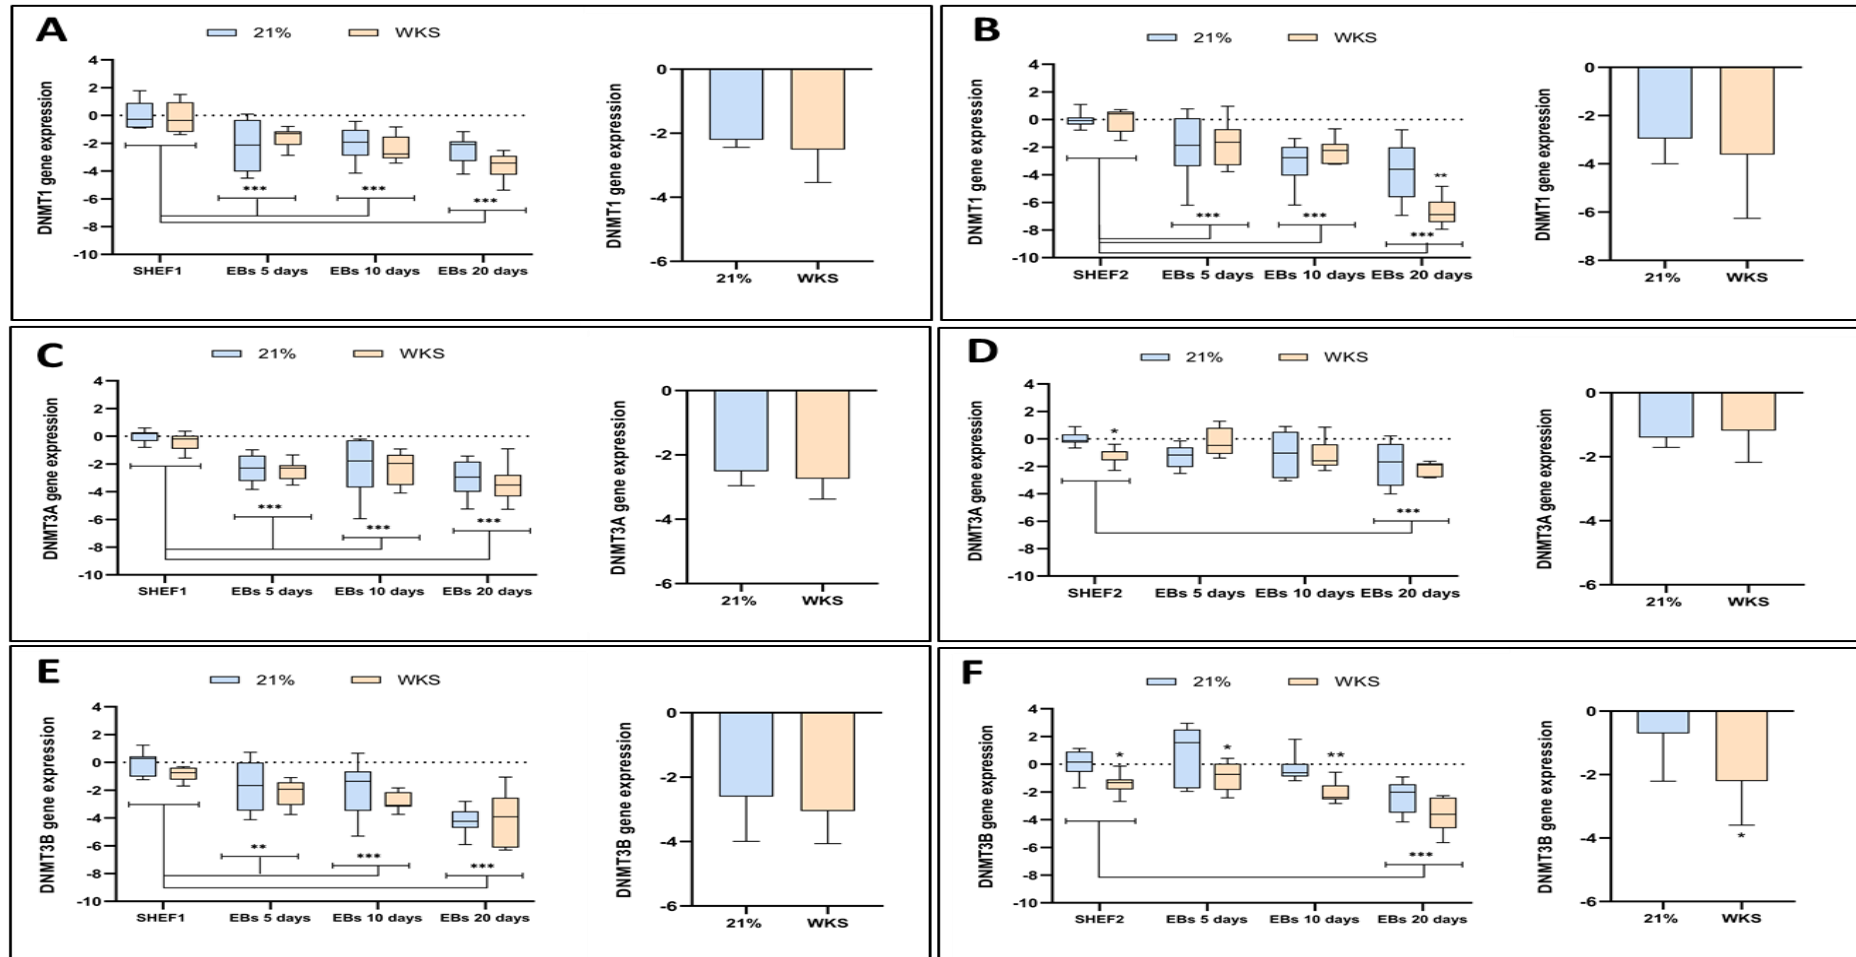 A
21% WKS
DNMT1 gene expression
4
2
0
-2
-4
-6
-8
-10
*** *** ***
SHEF1 EBs 5 days EBs 10 days EBs 20 days
DNMT1 gene expression
0
-2
-4
-6
21% WKS
B
21% WKS
DNMT1 gene expression
4
2
0
-2
-4
-6
-8
-10
**
*** *** ***
SHEF2 EBs 5 days EBs 10 days EBs 20 days
DNMT1 gene expression
0
-2
-4
-6
-8
21% WKS
C
21% WKS
DNMT3A gene expression
4
2
0
-2
-4
-6
-8
-10
*** *** ***
SHEF1 EBs 5 days EBs 10 days EBs 20 days
DNMT3A gene expression
0
-2
-4
-6
21% WKS
D
21% WKS
DNMT3A gene expression
4
2
0
-2
-4
-6
-8
-10
*
***
SHEF2 EBs 5 days EBs 10 days EBs 20 days
DNMT3A gene expression
0
-2
-4
-6
21% WKS
E
21% WKS
DNMT3B gene expression
4
2
0
-2
-4
-6
-8
-10
** *** ***
SHEF1 EBs 5 days EBs 10 days EBs 20 days
DNMT3B gene expression
0
-2
-4
-6
21% WKS
F
21% WKS
DNMT3B gene expression
4
2
0
-2
-4
-6
-8
-10
* * **
***
SHEF2 EBs 5 days EBs 10 days EBs 20 days
DNMT3B gene expression
0
-2
-4
-6
*
21% WKS